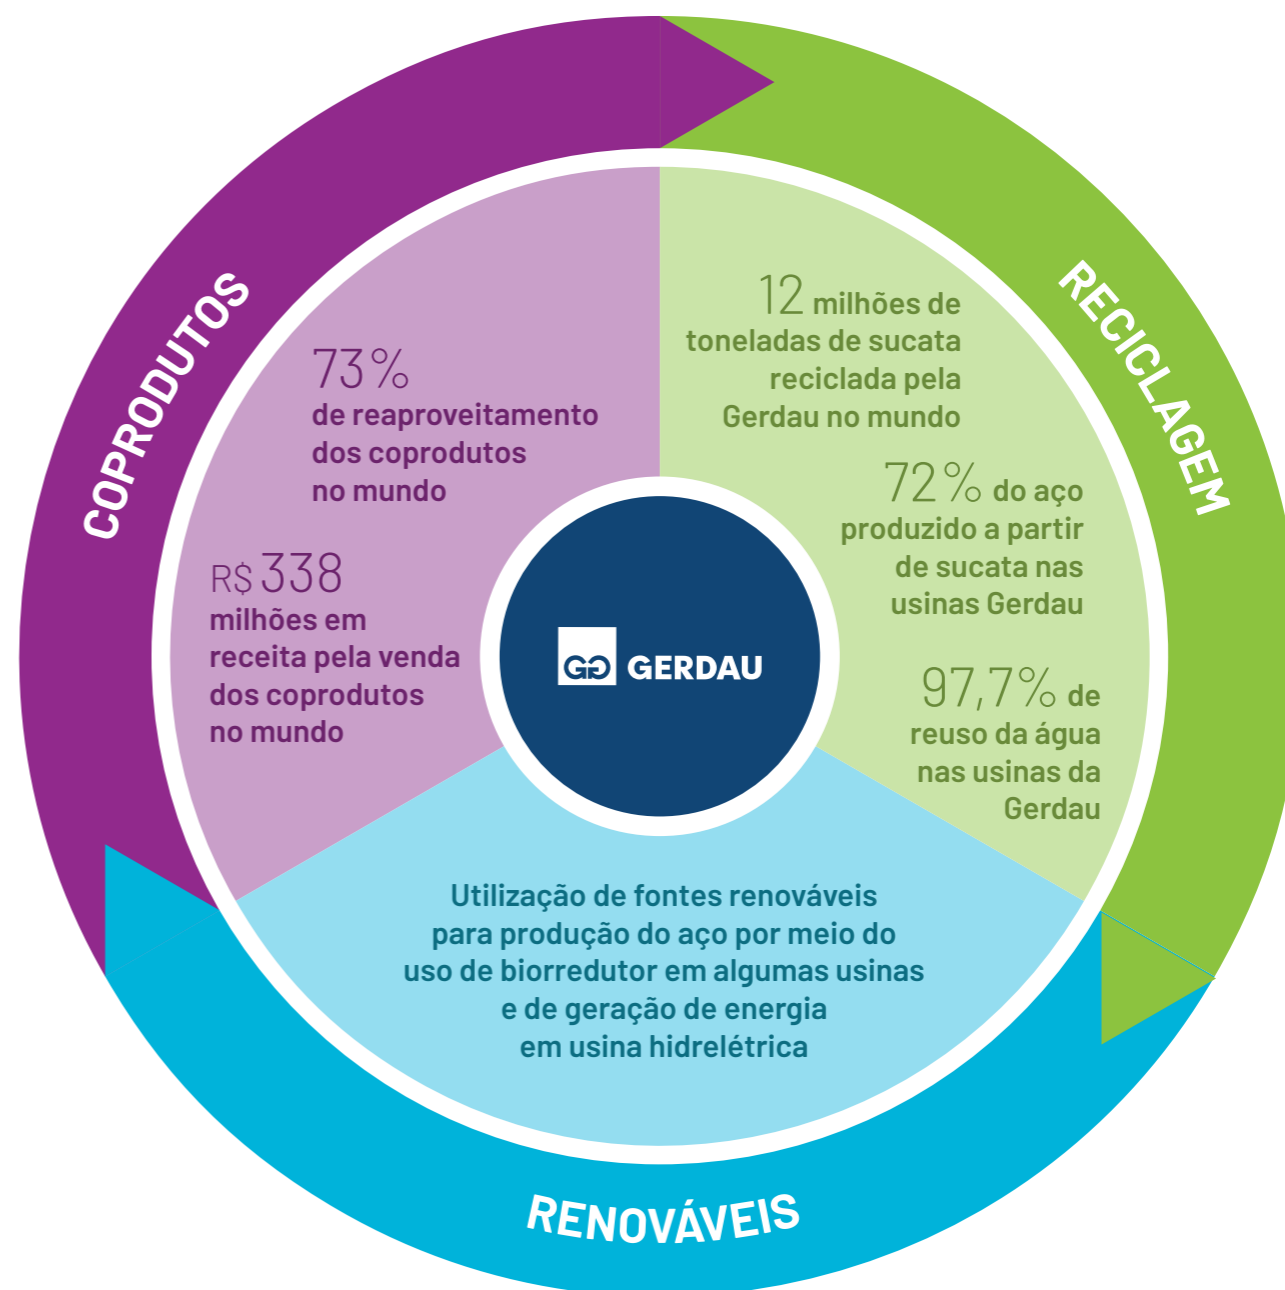 COPRODUTOS
73%
de reaproveitamento
dos coprodutos
no mundo
R$ 338
milhões em
receita pela venda
dos coprodutos
no mundo
RECICLAGEM
12 milhões de
toneladas de sucata
reciclada pela
Gerdau no mundo
72% do aço
produzido a partir
de sucata nas
usinas Gerdau
97,7% de
reuso da água
nas usinas da
Gerdau
GERDAU
Utilização de fontes renováveis
para produção do aço por meio do
uso de biorredutor em algumas usinas
e de geração de energia
em usina hidrelétrica
RENOVÁVEIS